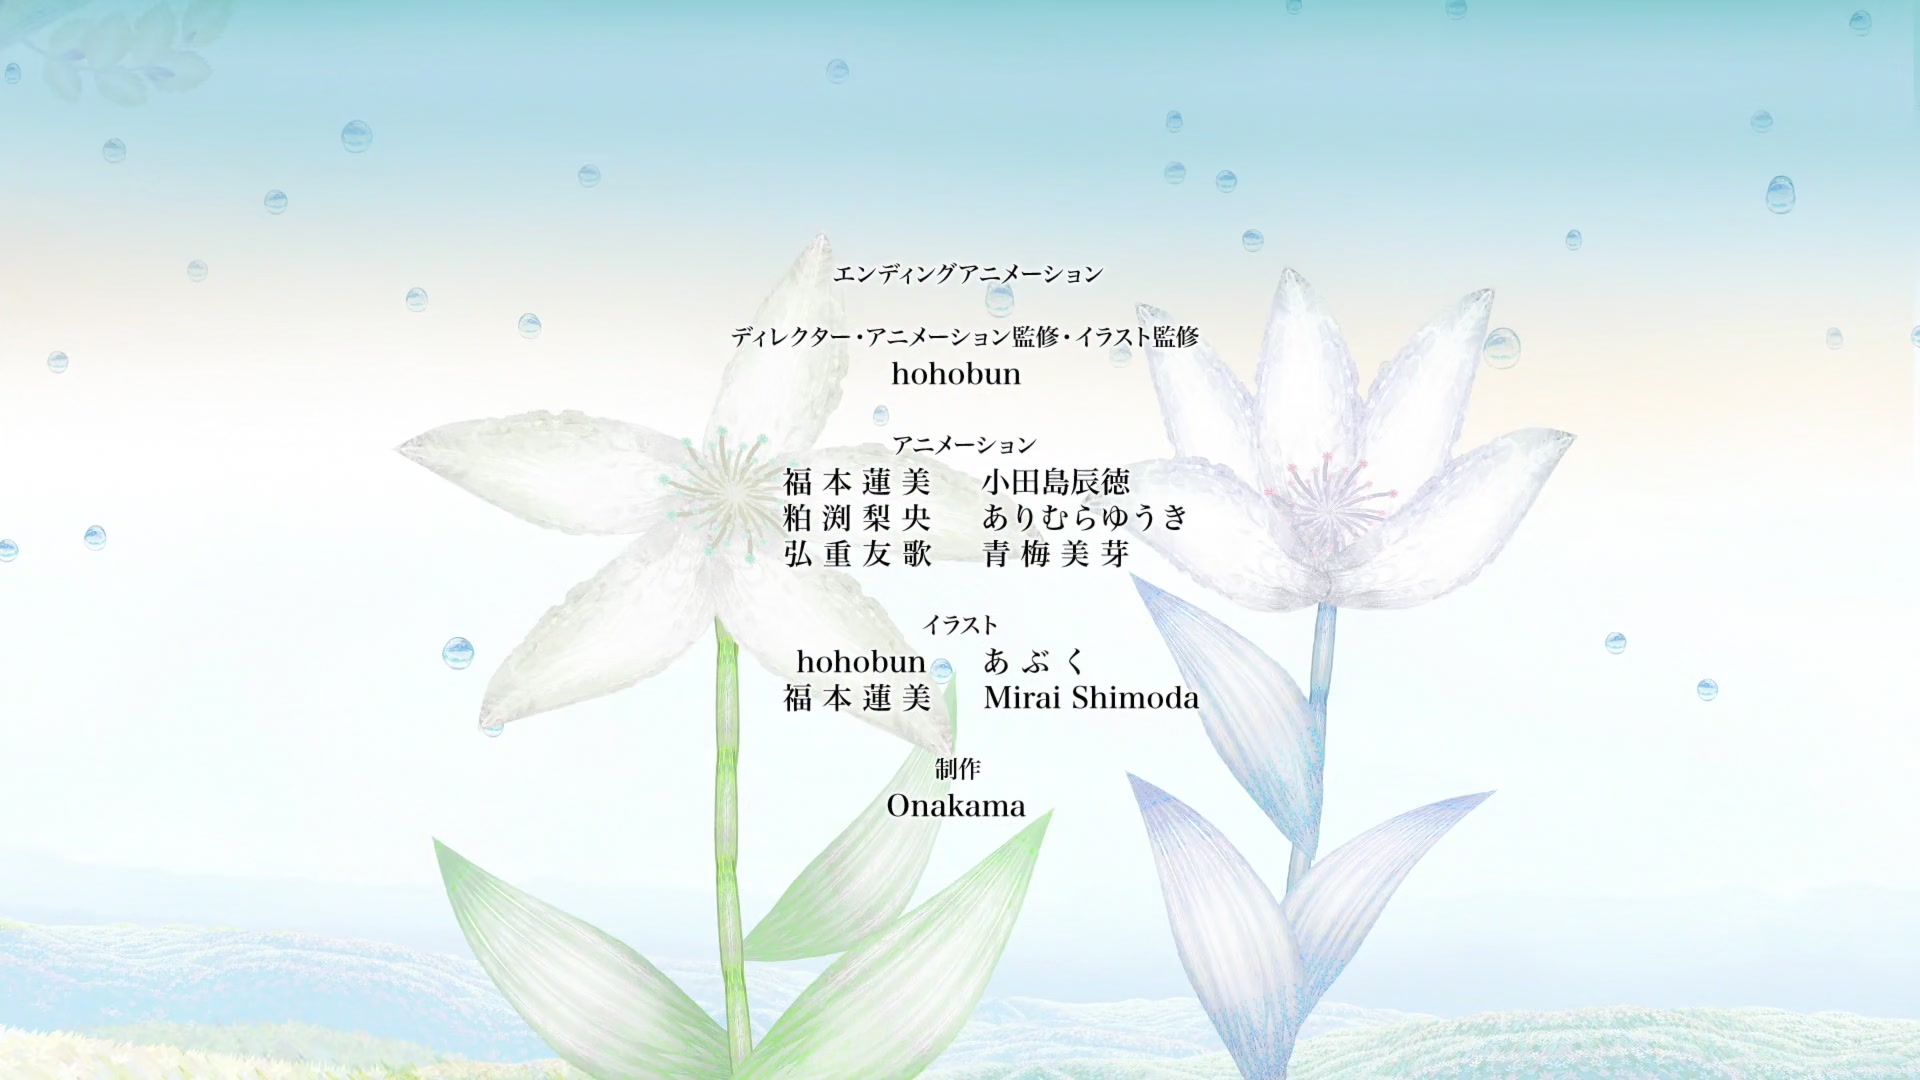 エンディングアニメーション
ディレクター・アニメーション監修・イラスト監修
hohobun
アニメーション
福本蓮美 小田島辰徳
粕渕梨央 ありむらゆうき
弘重友歌 青梅美芽
イラスト
hohobun あぶく
福本蓮美 Mirai Shimoda
制作
Onakama